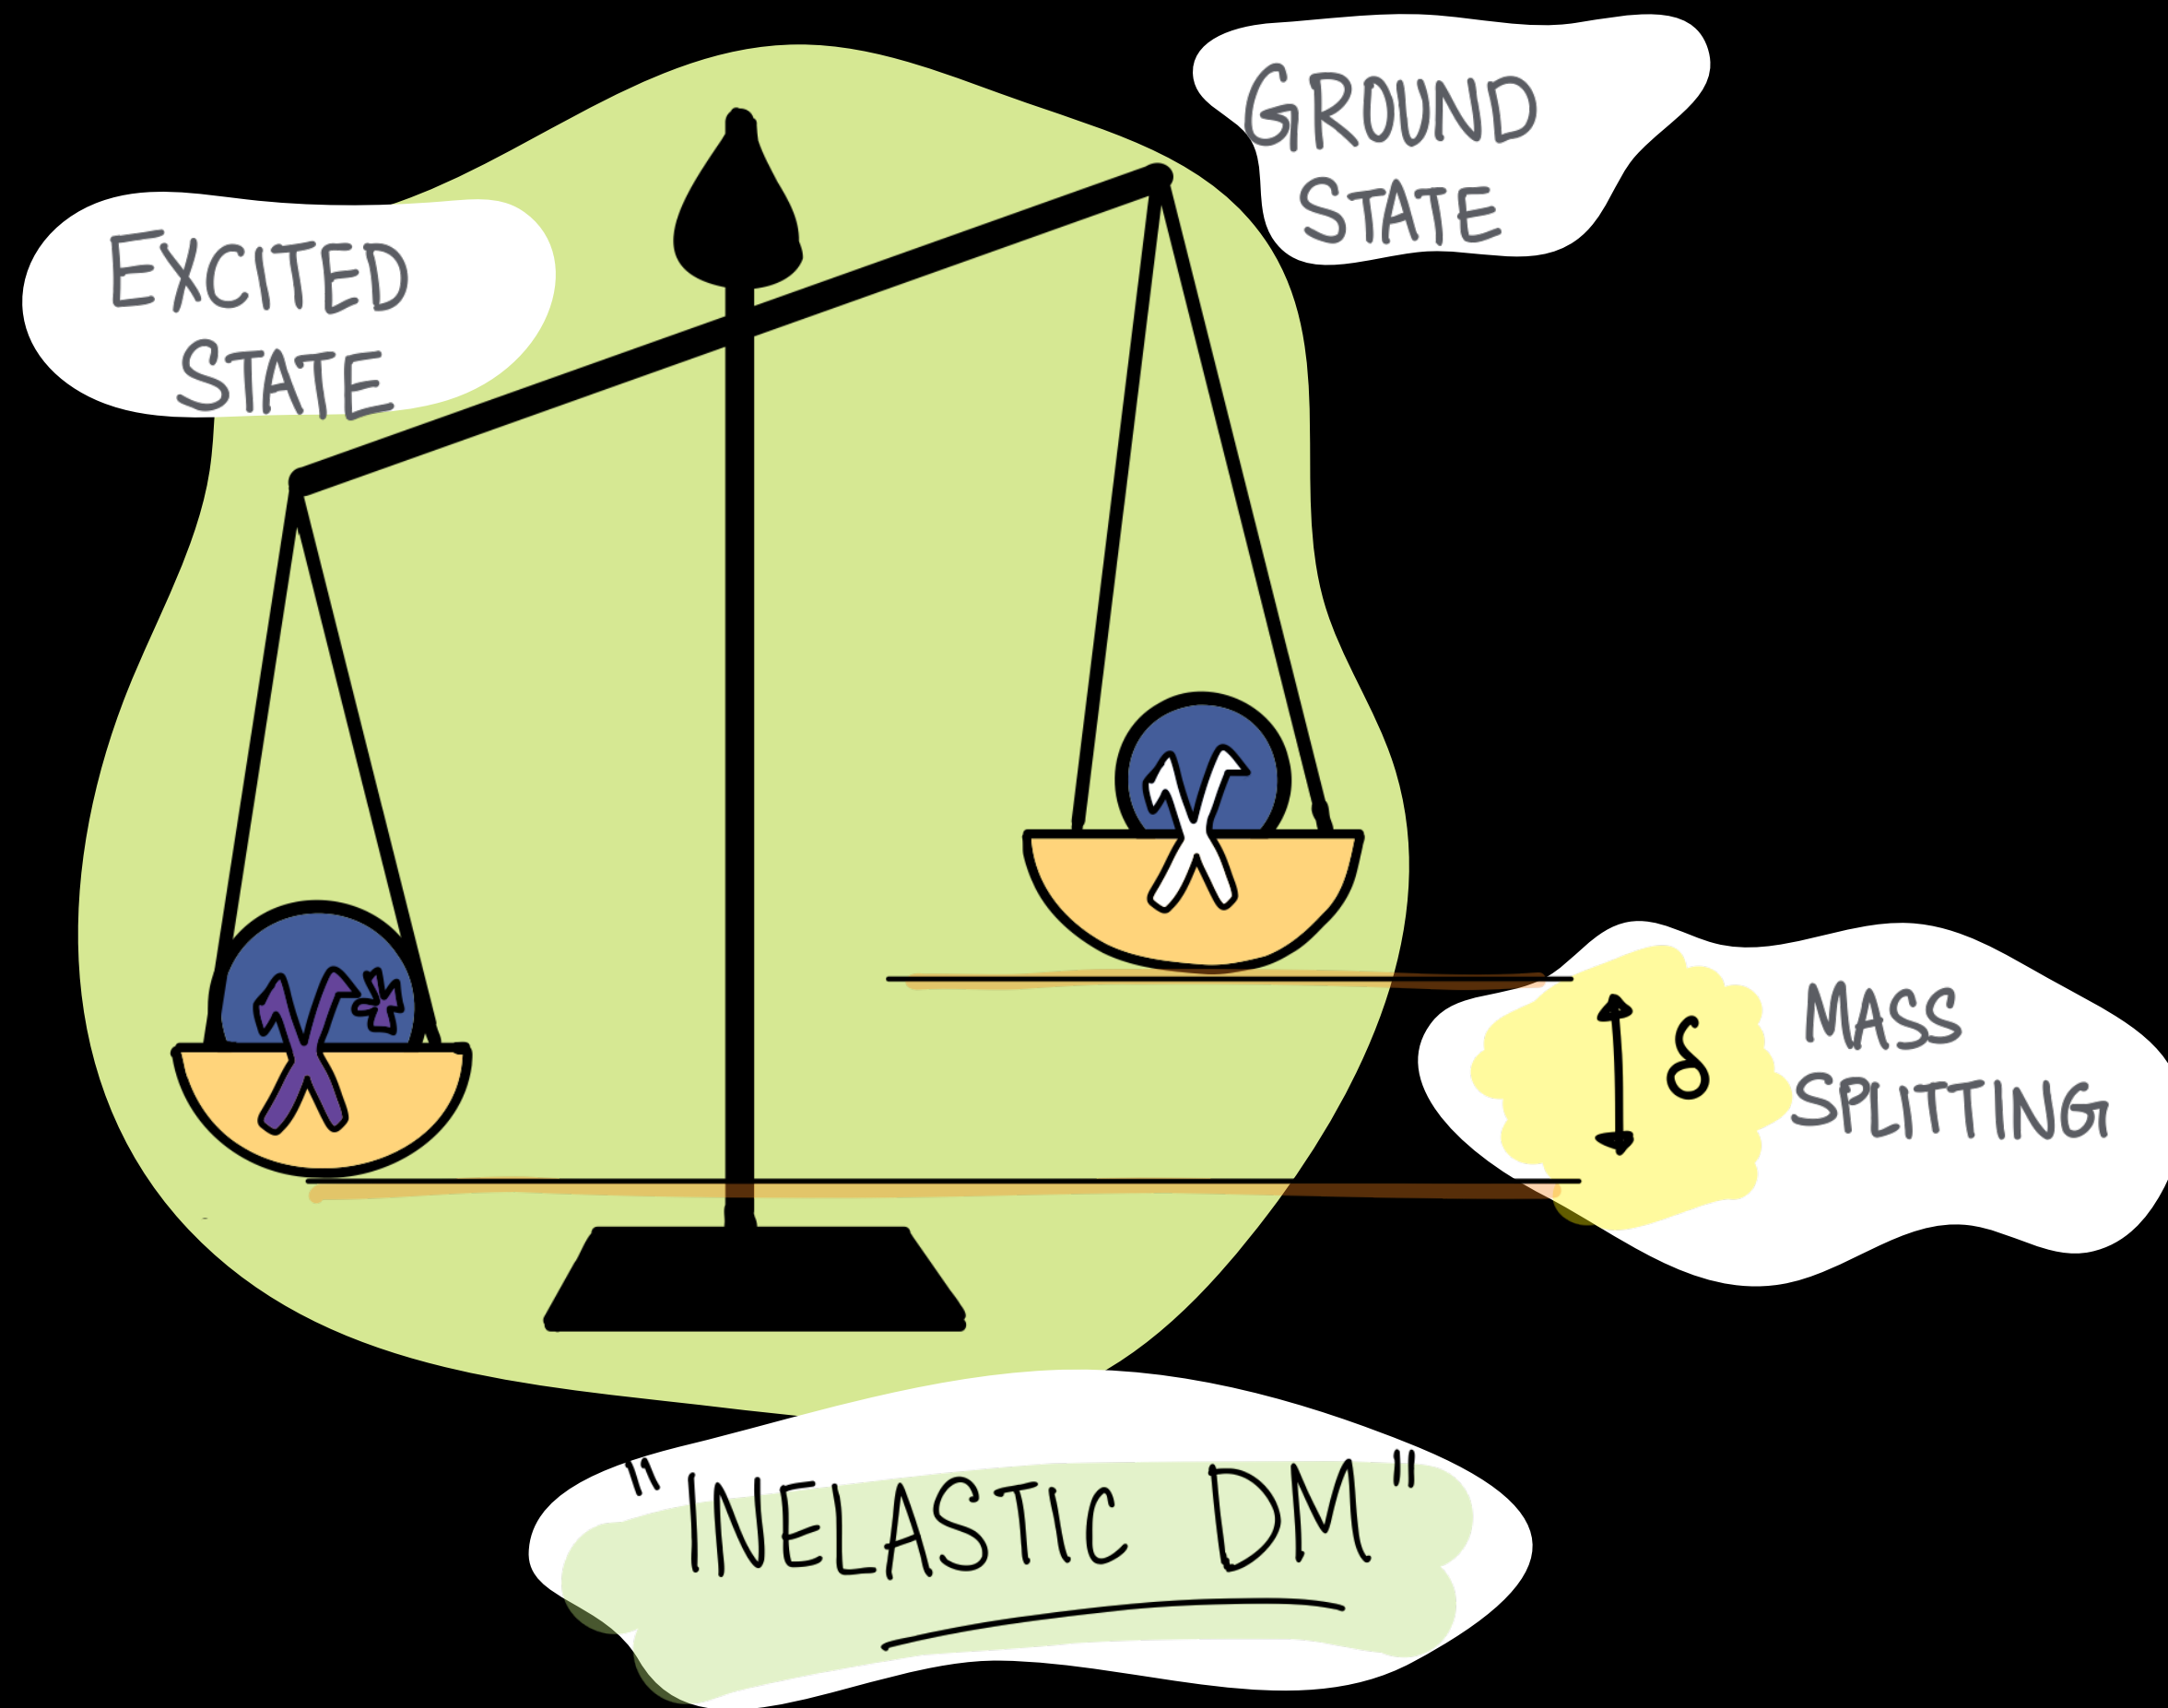 GROUND
STATE
EXCITED
STATE
χ
χ*
δ
MASS
SPLITTING
"INELASTIC DM"